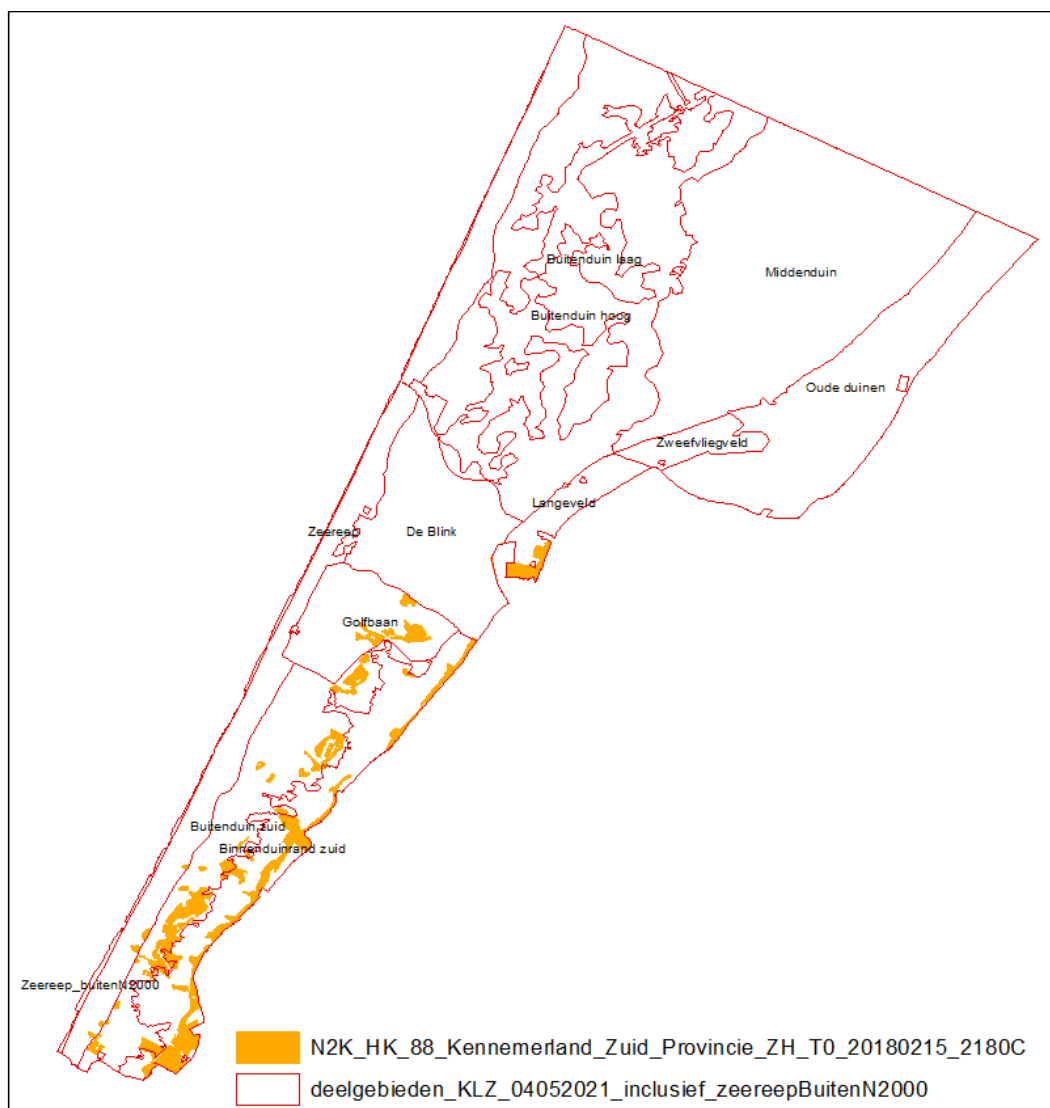 Buitenduin laag
Middenduin
Buitenduin hoog
Oude duinen
Zweefvliegveld
Langeveld
Zeereep
De Blink
Golfbaan
Buitenduin zuid
Binnenduinrand zuid
Zeereep_buitenN2000
N2K_HK_88_Kennemerland_Zuid_Provincie_ZH_T0_20180215_2180C
deelgebieden_KLZ_04052021_inclusief_zeereepBuitenN2000